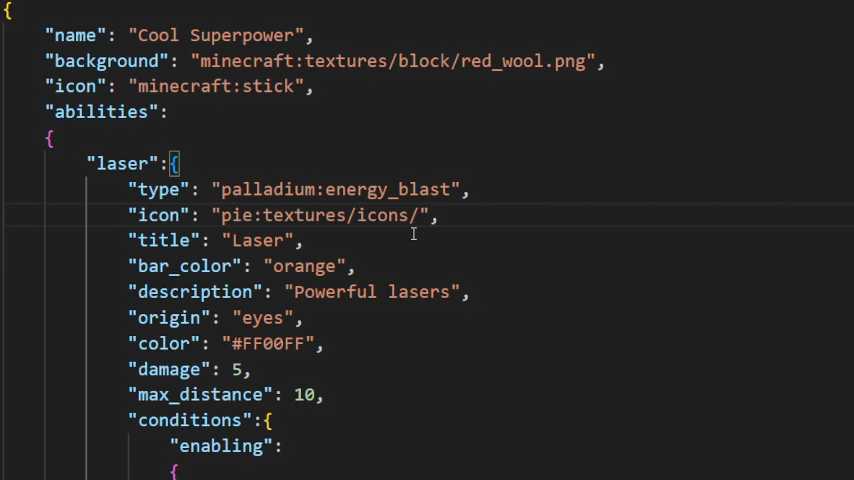 {
"name": "Cool Superpower",
"background": "minecraft:textures/block/red_wool.png",
"icon": "minecraft:stick",
"abilities":
{
"laser":{
"type": "palladium:energy_blast",
"icon": "pie:textures/icons/",
"title": "Laser",
"bar_color": "orange",
"description": "Powerful lasers",
"origin": "eyes",
"color": "#FF00FF",
"damage": 5,
"max_distance": 10,
"conditions":{
"enabling":
{